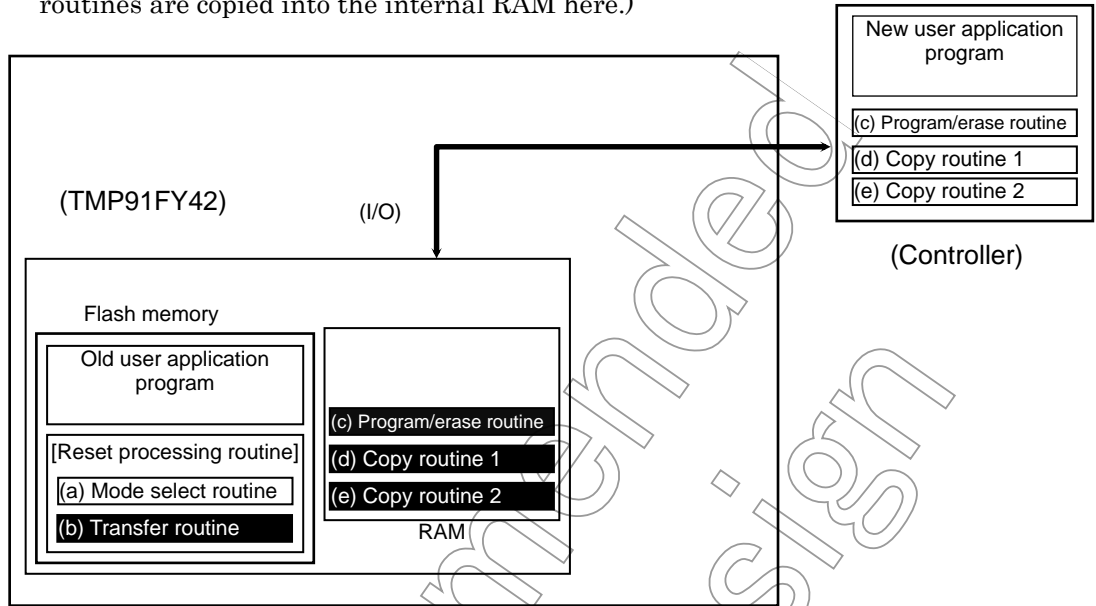 routines are copied into the internal RAM here.)
New user application
program
(c) Program/erase routine
(d) Copy routine 1
(e) Copy routine 2
(Controller)
(TMP91FY42)
(I/O)
Flash memory
Old user application
program
[Reset processing routine]
(a) Mode select routine
(b) Transfer routine
(c) Program/erase routine
(d) Copy routine 1
(e) Copy routine 2
RAM
mended
sign